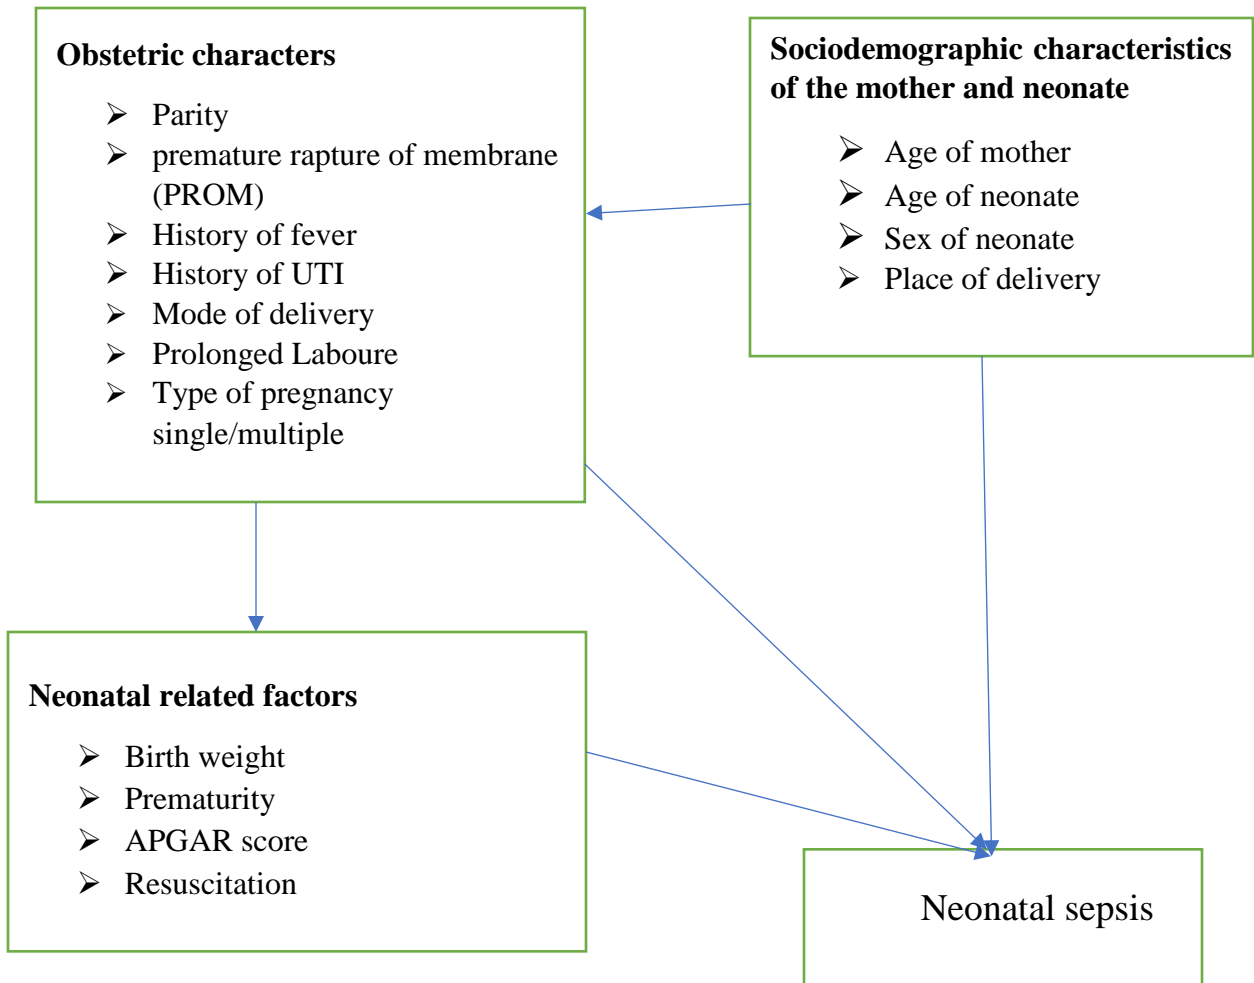 Obstetric characters
➢ Parity
➢ premature rapture of membrane
(PROM)
➢ History of fever
➢ History of UTI
➢ Mode of delivery
➢ Prolonged Laboure
➢ Type of pregnancy
single/multiple
Sociodemographic characteristics
of the mother and neonate
➢ Age of mother
➢ Age of neonate
➢ Sex of neonate
➢ Place of delivery
Neonatal related factors
➢ Birth weight
➢ Prematurity
➢ APGAR score
➢ Resuscitation
Neonatal sepsis